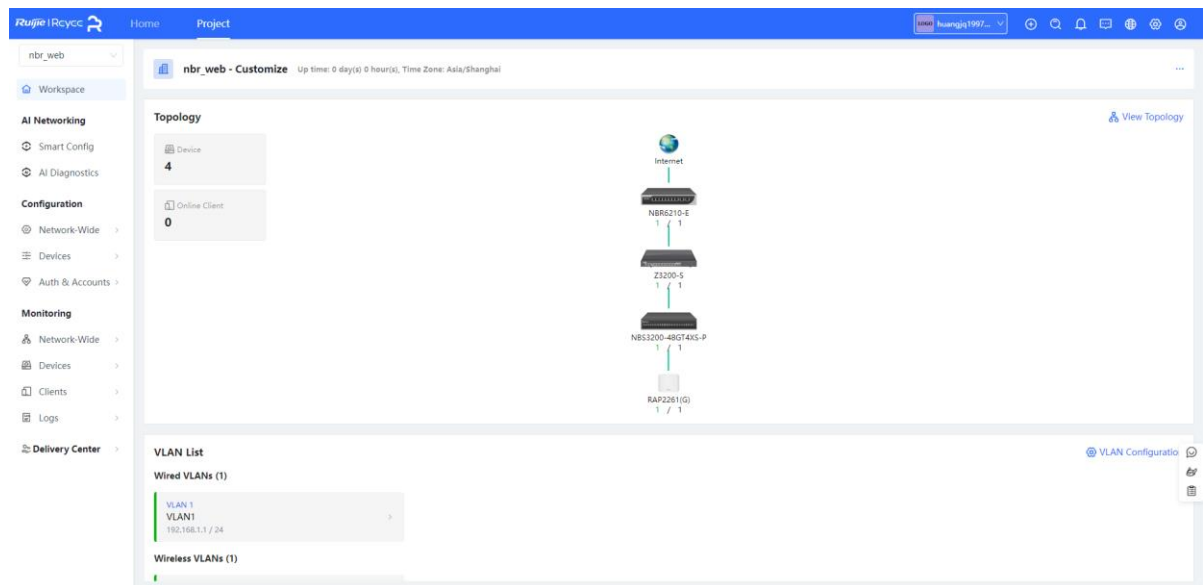 Ruijie | Rcycc
Home
Project
LOGO huangjq1997...
nbr_web
Workspace
AI Networking
Smart Config
AI Diagnostics
Configuration
Network-Wide
Devices
Auth & Accounts
Monitoring
Network-Wide
Devices
Clients
Logs
Delivery Center
nbr_web - Customize Up time: 0 day(s) 0 hour(s), Time Zone: Asia/Shanghai
...
Topology
View Topology
Device
4
Online Client
0
Internet
NBR6210-E
1 / 1
Z3200-S
1 / 1
NBS3200-48GT4XS-P
1 / 1
RAP2261(G)
1 / 1
VLAN List
VLAN Configuratio
Wired VLANs (1)
VLAN 1
VLAN1
192.168.1.1 / 24
Wireless VLANs (1)